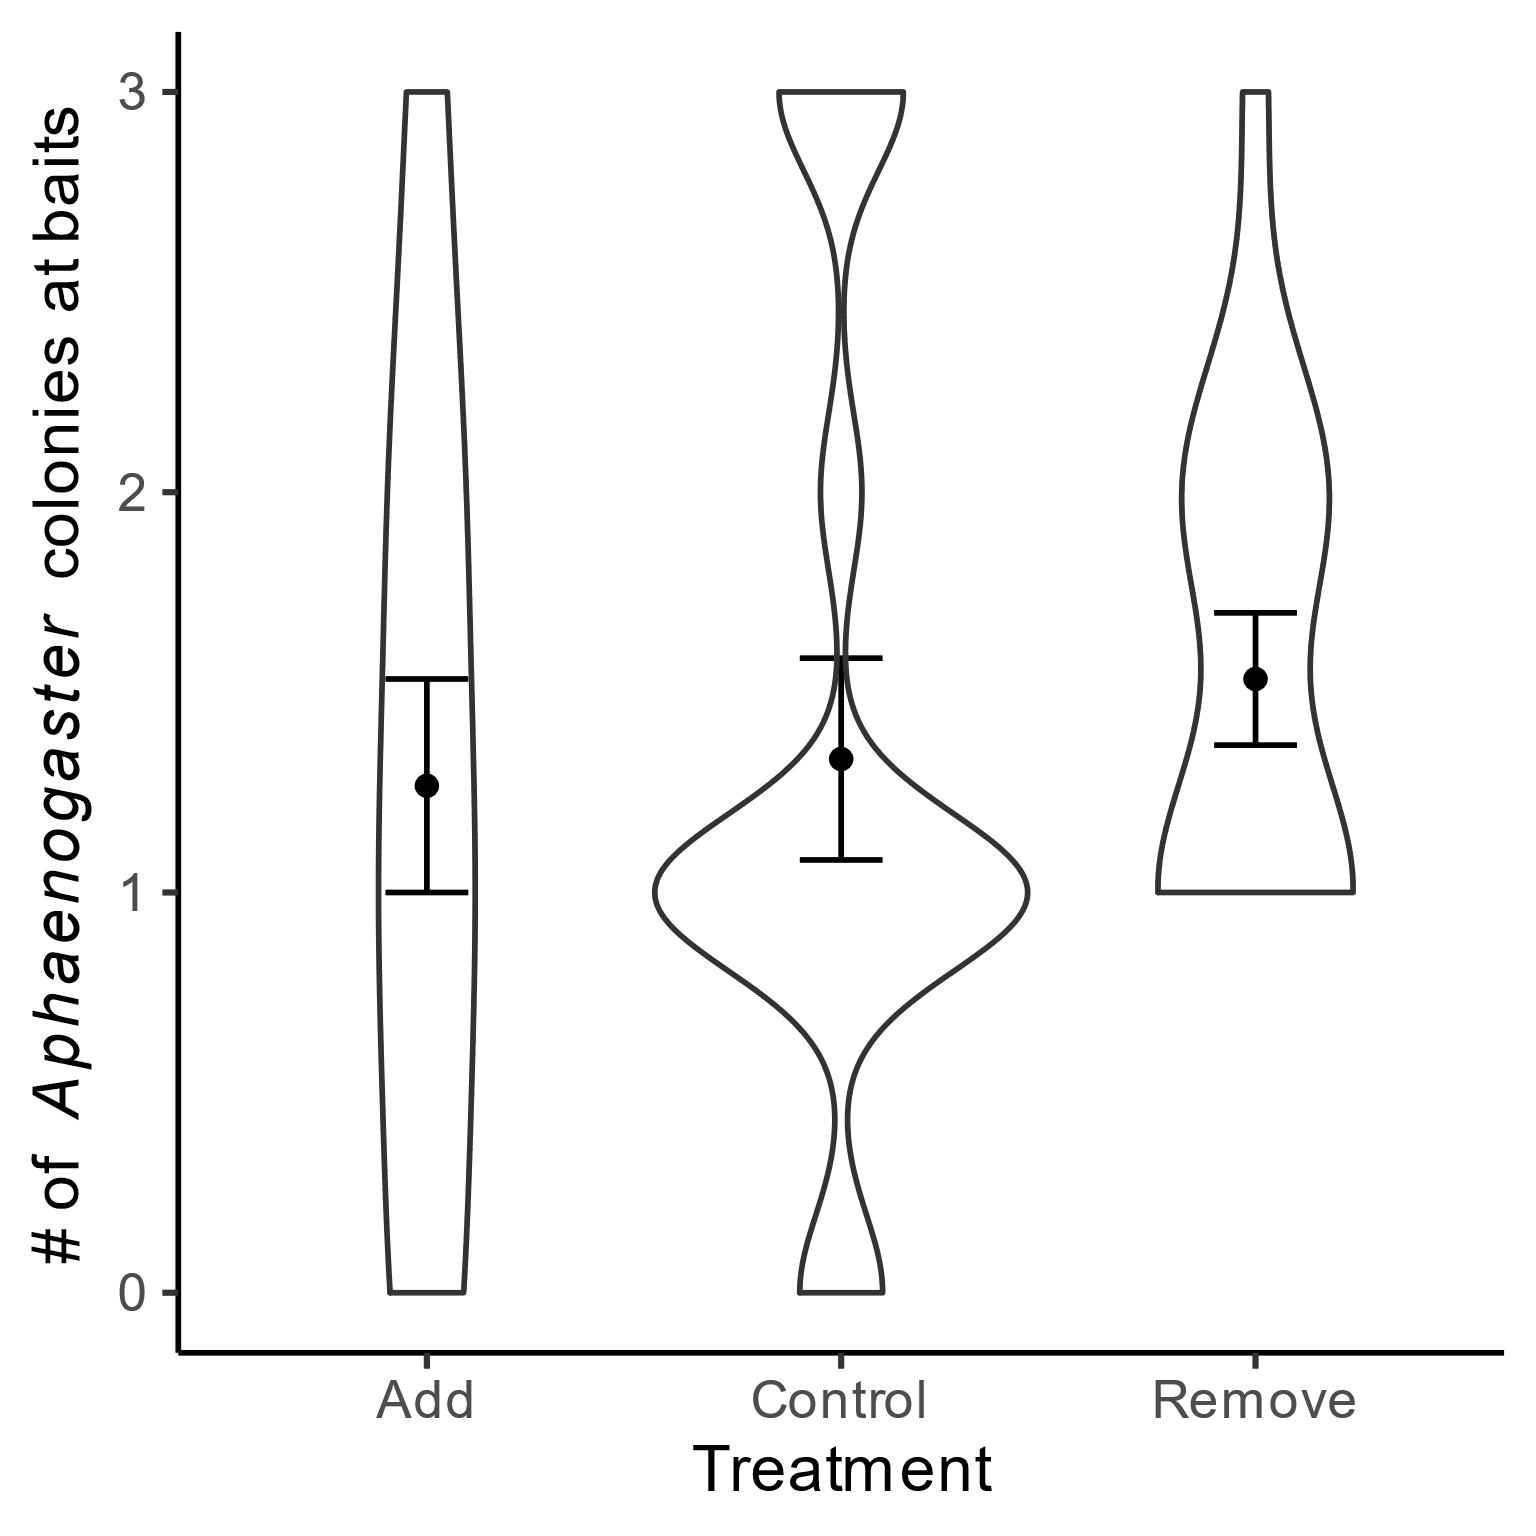 # of Aphaenogaster colonies at baits
3
2
1
0
Add Control Remove
Treatment